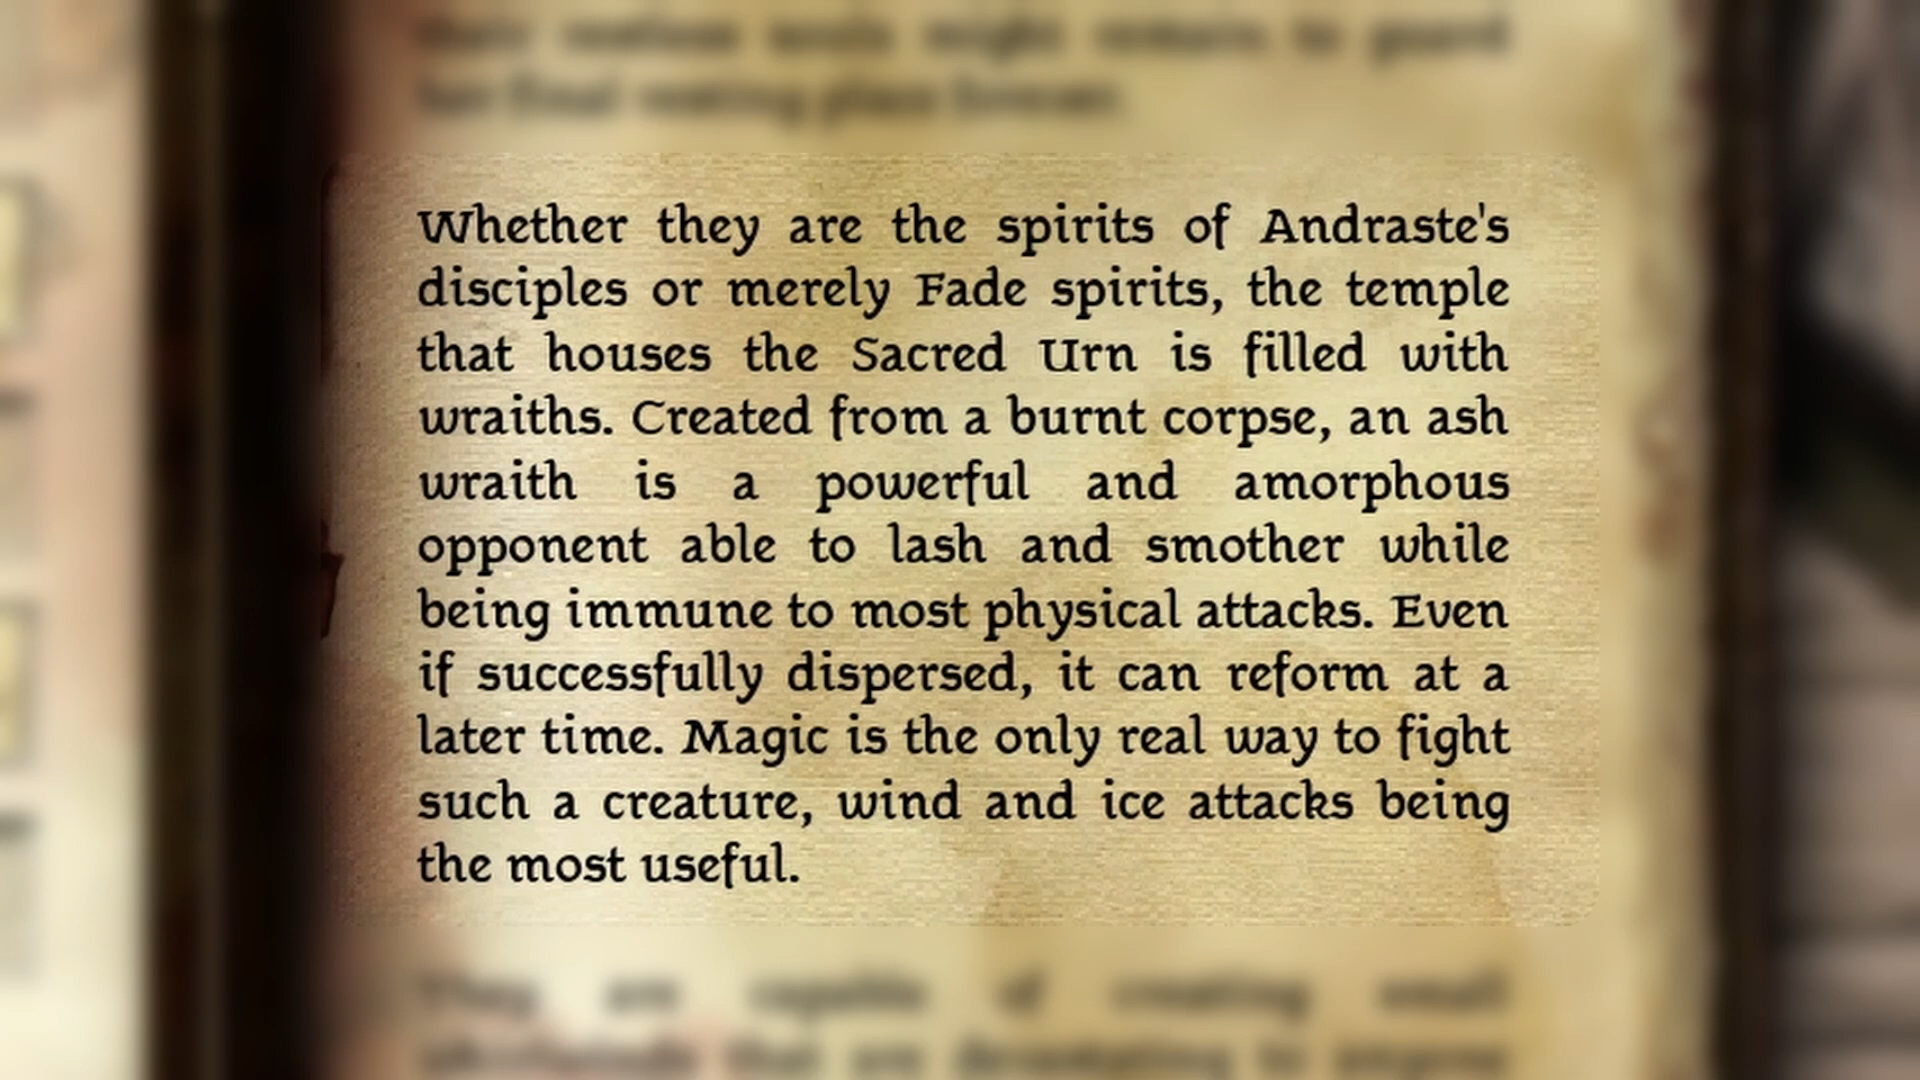 Whether they are the spirits of Andraste's
disciples or merely Fade spirits, the temple
that houses the Sacred Urn is filled with
wraiths. Created from a burnt corpse, an ash
wraith is a powerful and amorphous
opponent able to lash and smother while
being immune to most physical attacks. Even
if successfully dispersed, it can reform at a
later time. Magic is the only real way to fight
such a creature, wind and ice attacks being
the most useful.